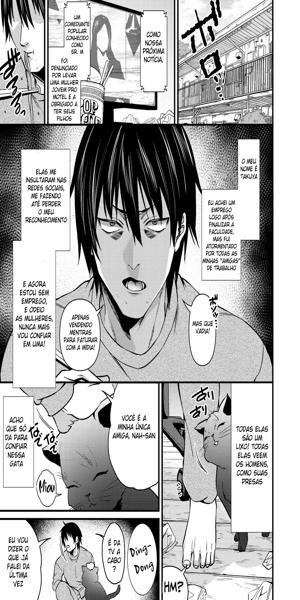 COMO
NOSSA
PRÓXIMA
NOTÍCIA,
UM
COMEDIANTE
POPULAR
CONHECIDO
COMO SR. M
FOI
DENUNCIADO
POR LEVAR
UMA MULHER
JOVEM PRO
MOTEL E A
OBRIGADO A
TER SEUS
FILHOS
O MEU
NOME É
TAKUYA
EU ACHEI UM
EMPREGO
LOGO APÓS
FINALIZAR A
FACULDADE,
MAS FUI
ATORMENTADO
POR TODAS AS
MINHAS "AMIGAS"
DE TRABALHO
ELAS ME
INSULTARAM NAS
REDES SOCIAIS,
ME FAZENDO
ATÉ PERDER
O MEU
RECONHECIMENTO
E AGORA
ESTOU SEM
EMPREGO,
E ODEIO
AS MULHERES,
NUNCA MAIS
VOU CONFIAR
EM UMA!
MAS QUE
VADIA!
APENAS
VENDENDO
MENTIRAS
PARA FATURAR
COM A MÍDIA!
TODAS ELAS
SÃO UM
LIXO! TODAS
ELAS VEEM
OS HOMENS,
COMO SUAS
PRESAS
VOCÊ É A
MINHA ÚNICA
AMIGA, NAH-SAN
ACHO
QUE SÓ
DA PARA
CONFIAR
NESSA
GATA
MIAU
DING-
DONG
HM?
É DA
TV A
CABO?
EU VOU
DIZER O
QUE JÁ
FALEI DA
ÚLTIMA
VEZ